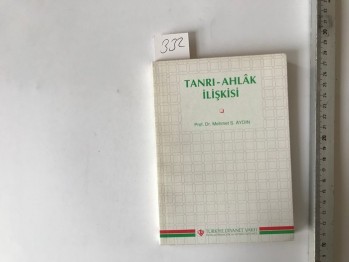 332
TANRI - AHLÂK
İLİŞKİSİ
Prof. Dr. Mehmet S. AYDIN
TÜRKİYE DİYANET VAKFI